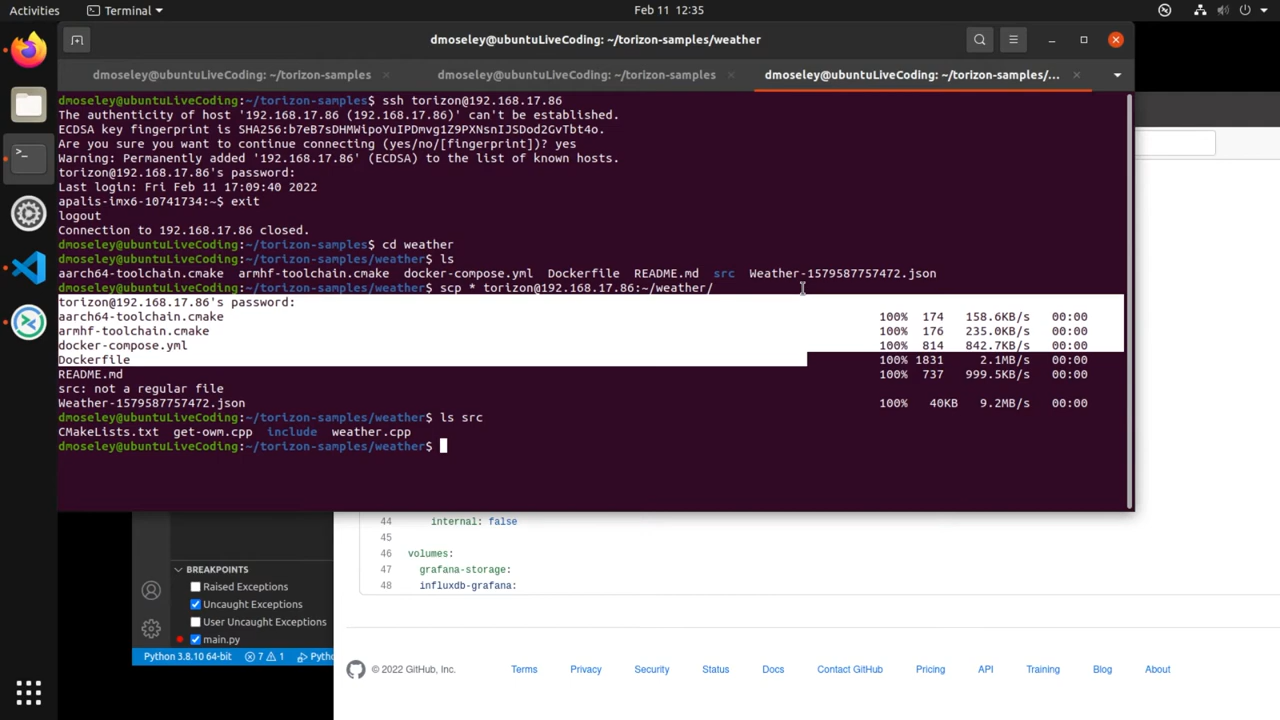 Activities Terminal Feb 11 12:35
dmoseley@ubuntuLiveCoding: ~/torizon-samples/weather
dmoseley@ubuntuLiveCoding: ~/torizon-samples dmoseley@ubuntuLiveCoding: ~/torizon-samples dmoseley@ubuntuLiveCoding: ~/torizon-samples/...
dmoseley@ubuntuLiveCoding:~/torizon-samples$ ssh torizon@192.168.17.86
The authenticity of host '192.168.17.86 (192.168.17.86)' can't be established.
ECDSA key fingerprint is SHA256:b7eB7sDHMWipoYuIPDmvg1Z9PXNsnIJSDod2GvTbt4o.
Are you sure you want to continue connecting (yes/no/[fingerprint])? yes
Warning: Permanently added '192.168.17.86' (ECDSA) to the list of known hosts.
torizon@192.168.17.86's password:
Last login: Fri Feb 11 17:09:40 2022
apalis-imx6-10741734:~$ exit
logout
Connection to 192.168.17.86 closed.
dmoseley@ubuntuLiveCoding:~/torizon-samples$ cd weather
dmoseley@ubuntuLiveCoding:~/torizon-samples/weather$ ls
aarch64-toolchain.cmake armhf-toolchain.cmake docker-compose.yml Dockerfile README.md src Weather-1579587757472.json
dmoseley@ubuntuLiveCoding:~/torizon-samples/weather$ scp * torizon@192.168.17.86:~/weather/
torizon@192.168.17.86's password:
aarch64-toolchain.cmake 100% 174 158.6KB/s 00:00
armhf-toolchain.cmake 100% 176 235.0KB/s 00:00
docker-compose.yml 100% 814 842.7KB/s 00:00
Dockerfile 100% 1831 2.1MB/s 00:00
README.md 100% 737 999.5KB/s 00:00
src: not a regular file
Weather-1579587757472.json 100% 40KB 9.2MB/s 00:00
dmoseley@ubuntuLiveCoding:~/torizon-samples/weather$ ls src
CMakeLists.txt get-owm.cpp include weather.cpp
dmoseley@ubuntuLiveCoding:~/torizon-samples/weather$
44 internal: false
45
46 volumes:
47 grafana-storage:
48 influxdb-grafana:
BREAKPOINTS
Raised Exceptions
Uncaught Exceptions
User Uncaught Exceptions
main.py
Python 3.8.10 64-bit 7 1 Pytho
© 2022 GitHub, Inc. Terms Privacy Security Status Docs Contact GitHub Pricing API Training Blog About